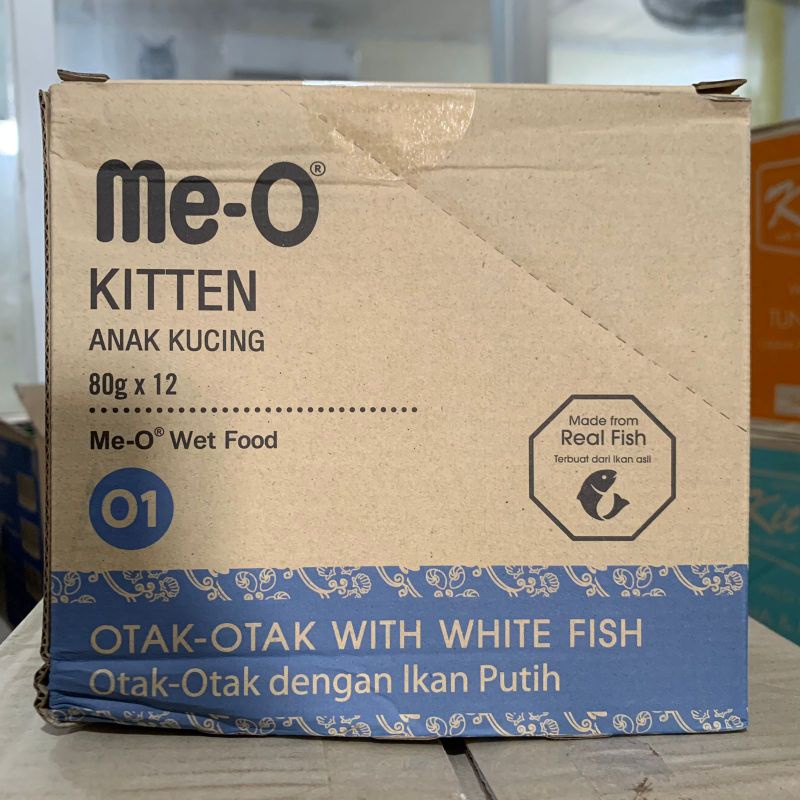 Me-O®
KITTEN
ANAK KUCING
80g x 12
Me-O® Wet Food
01
Made from
Real Fish
Terbuat dari ikan asli
OTAK-OTAK WITH WHITE FISH
Otak-Otak dengan Ikan Putih